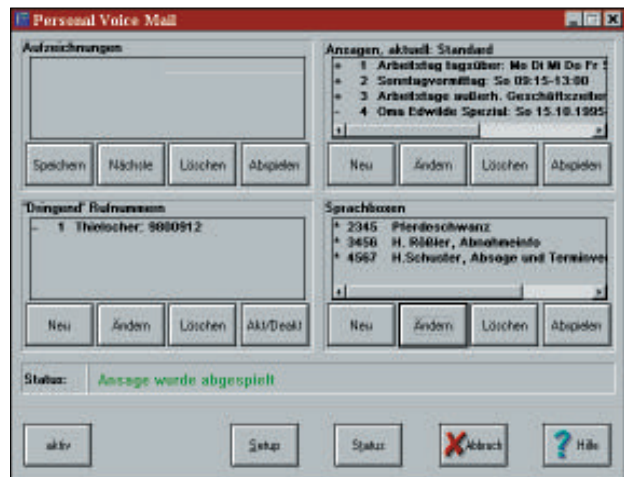 Personal Voice Mail
Aufzeichnungen
Speichern Nächste Löschen Abspielen
Ansagen, aktuell: Standard
+ 1 Arbeitstag tagsüber: Mo Di Mi Do Fr
+ 2 Sonntagvormittag: So 09:15-13:00
+ 3 Arbeitstage außerh. Geschäftszeiten
- 4 Oma Edwilde Spezial: So 15.10.1995
Neu Ändern Löschen Abspielen
'Dringend' Rufnummern
- 1 Thielscher: 9800912
Neu Ändern Löschen Akt/Deakt
Sprachboxen
* 2345 Pferdeschwanz
* 3456 H. Rößler, Abnahmeinfo
* 4567 H.Schuster, Absage und Terminve
Neu Ändern Löschen Abspielen
Status: Ansage wurde abgespielt
aktiv Setup Status Abbruch Hilfe